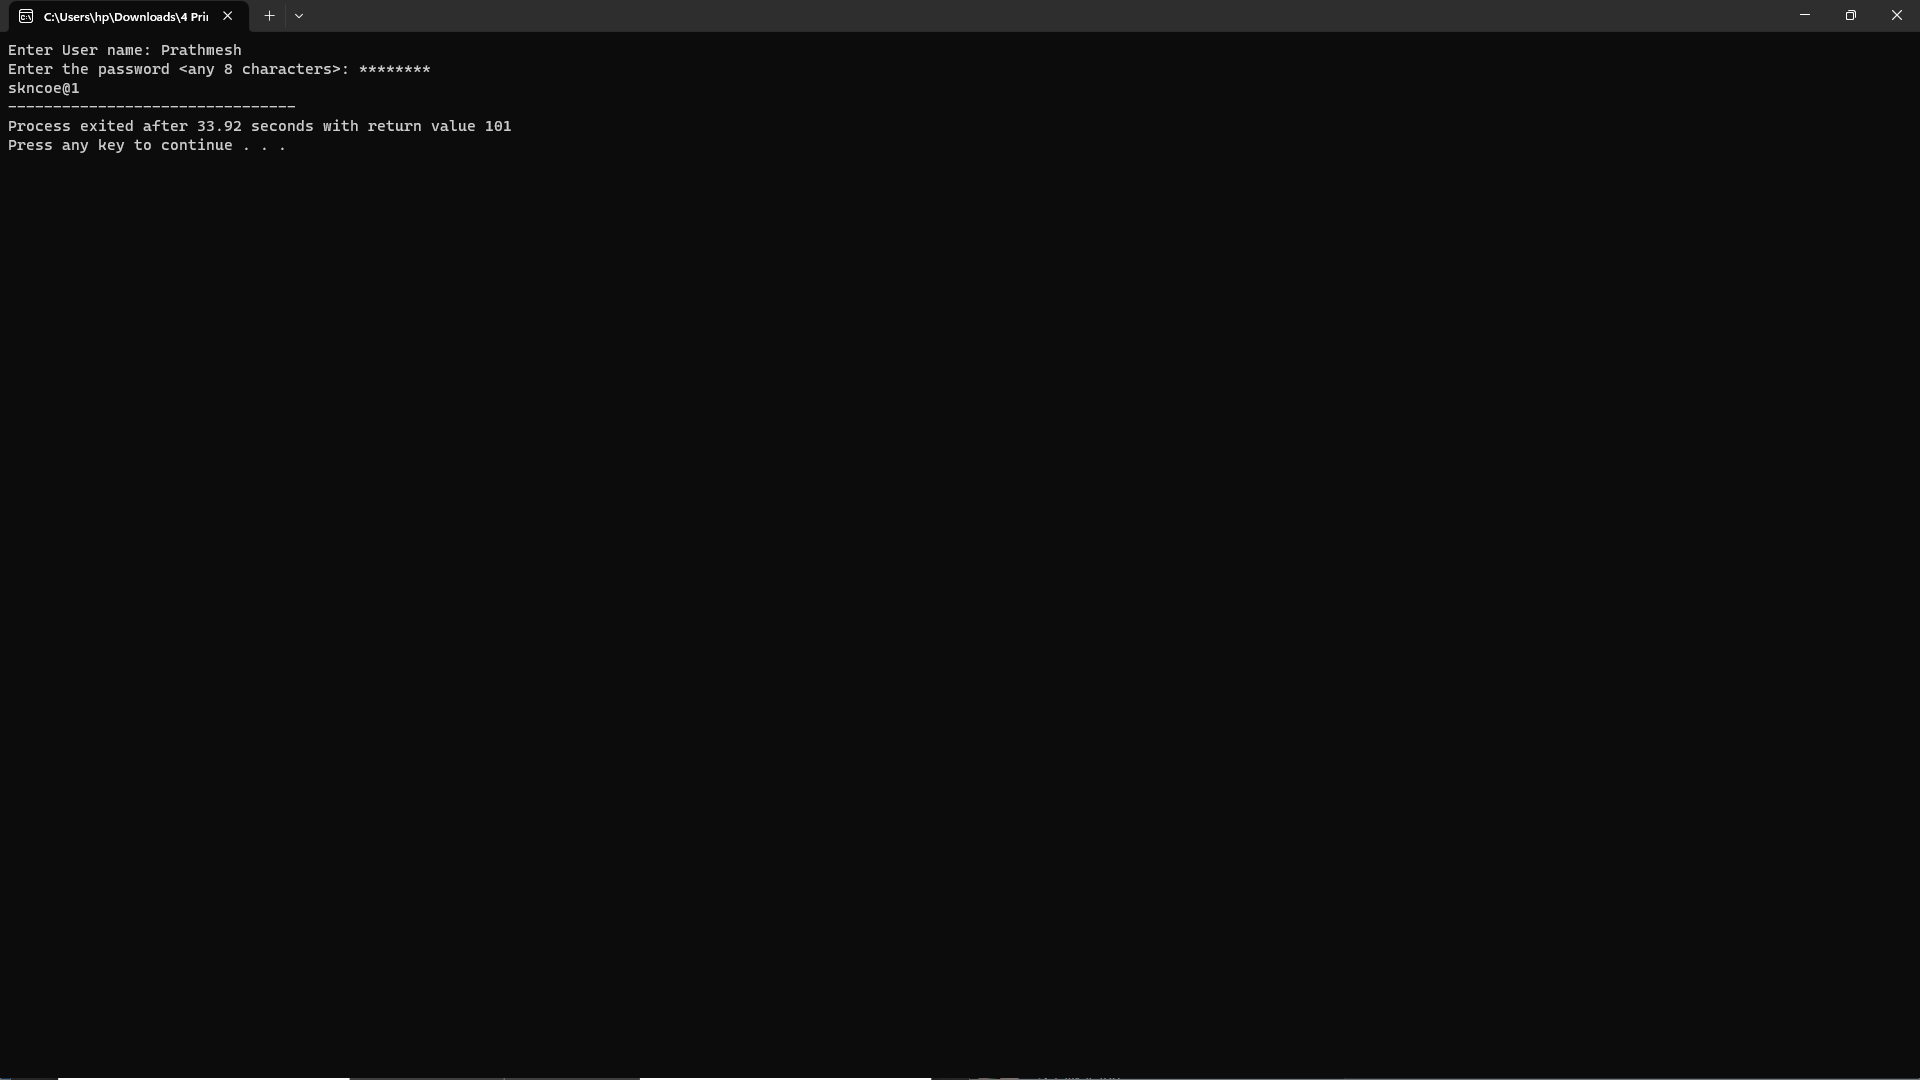 C:\Users\hp\Downloads\4 Pri
Enter User name: Prathmesh
Enter the password <any 8 characters>: ********
skncoe@1
--------------------------------
Process exited after 33.92 seconds with return value 101
Press any key to continue . . .